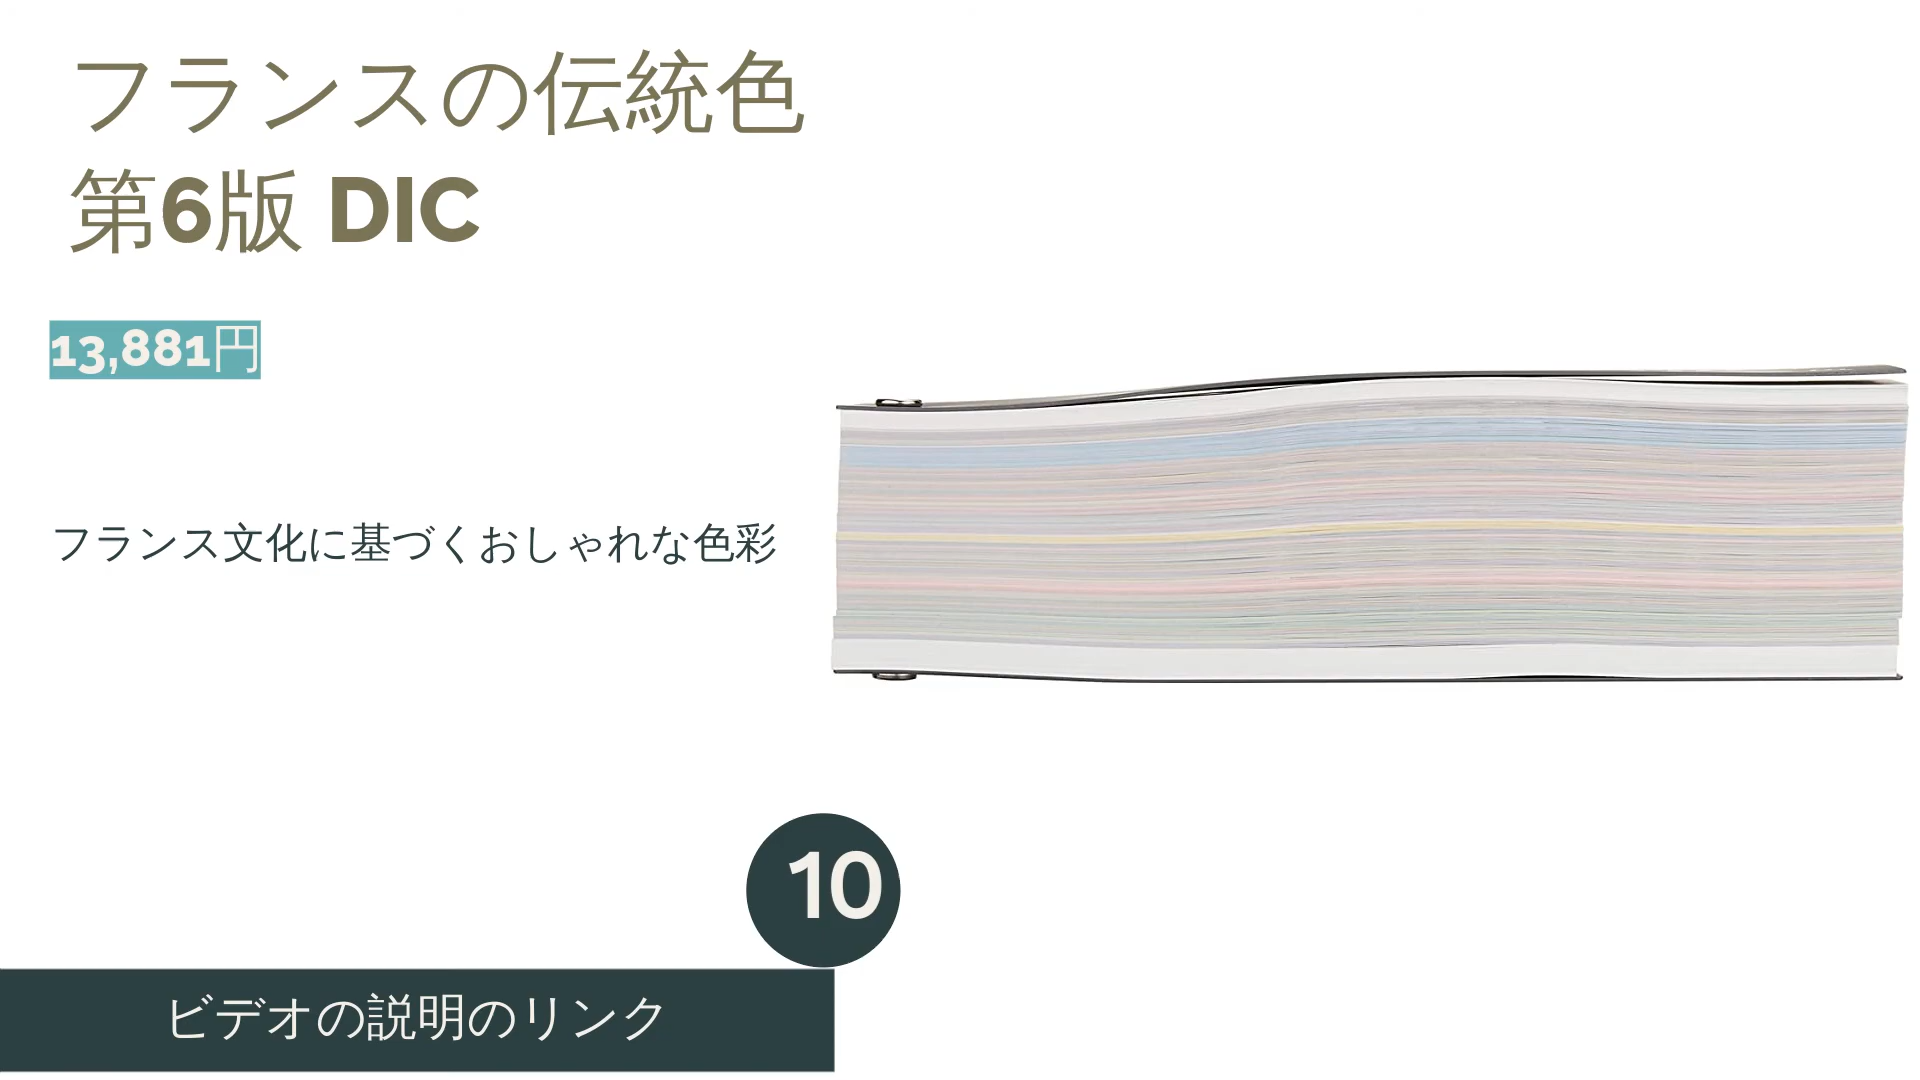 フランスの伝統色
第6版 DIC
13,881円
フランス文化に基づくおしゃれな色彩
10
ビデオの説明のリンク